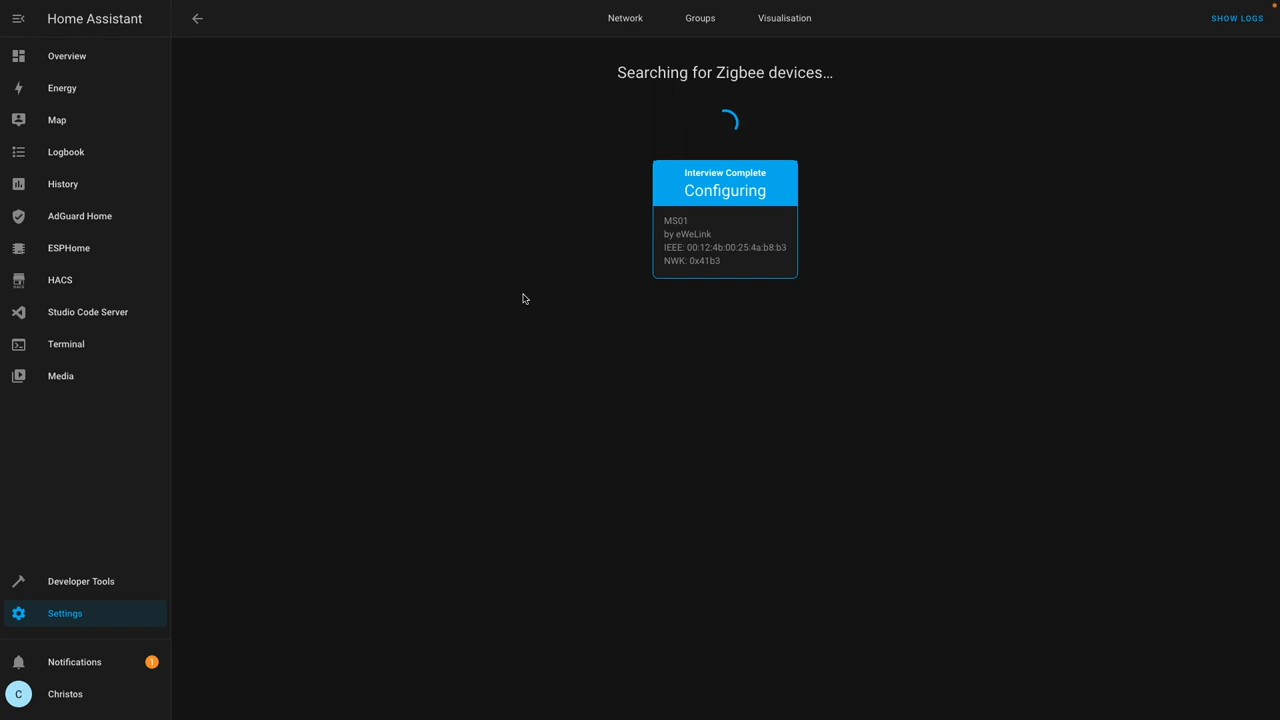 Home Assistant
Network
Groups
Visualisation
SHOW LOGS
Overview
Energy
Map
Logbook
History
AdGuard Home
ESPHome
HACS
HACS
Studio Code Server
Terminal
Media
Developer Tools
Settings
Notifications
1
C
Christos
Searching for Zigbee devices...
Interview Complete
Configuring
MS01
by eWeLink
IEEE: 00:12:4b:00:25:4a:b8:b3
NWK: 0x41b3